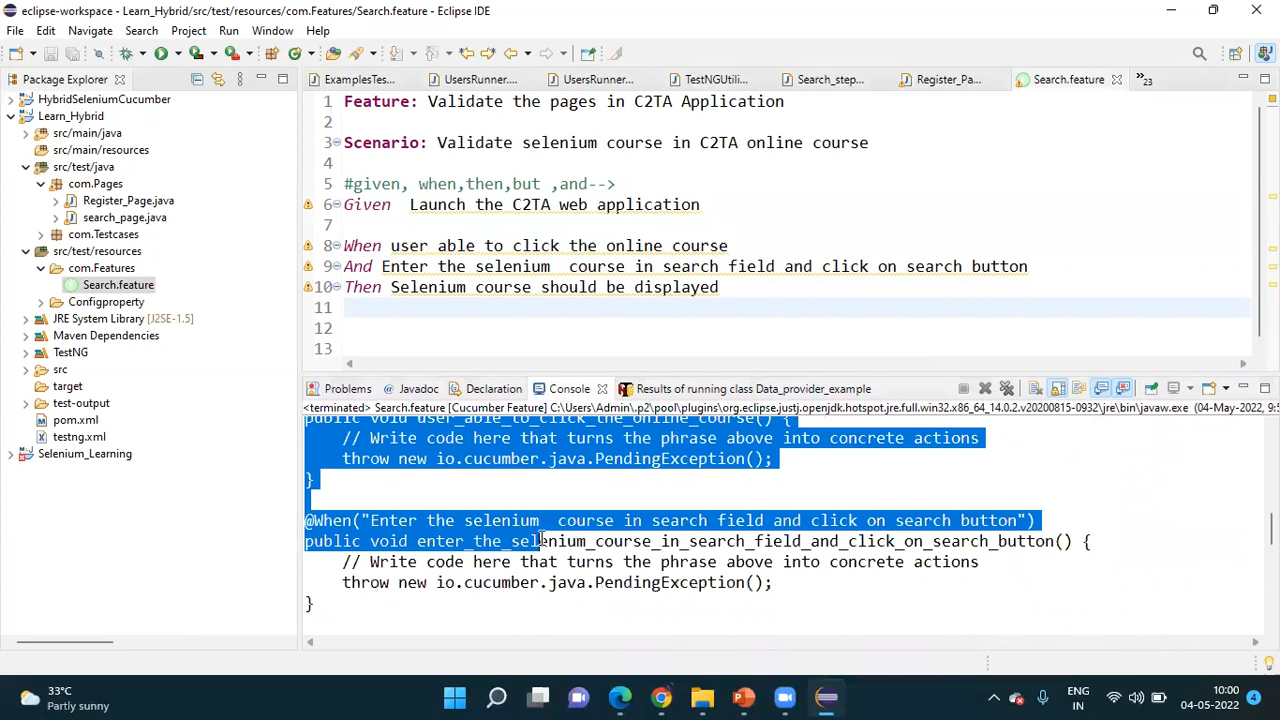 eclipse-workspace - Learn_Hybrid/src/test/resources/com.Features/Search.feature - Eclipse IDE
File Edit Navigate Search Project Run Window Help
Package Explorer
ExamplesTes...
UsersRunner....
UsersRunner...
TestNGUtili...
Search_step...
Register_Pa...
Search.feature
23
HybridSeleniumCucumber
Learn_Hybrid
src/main/java
src/main/resources
src/test/java
com.Pages
Register_Page.java
search_page.java
com.Testcases
src/test/resources
com.Features
Search.feature
Configproperty
JRE System Library [J2SE-1.5]
Maven Dependencies
TestNG
src
target
test-output
pom.xml
testng.xml
Selenium_Learning
1 Feature: Validate the pages in C2TA Application
2
3 Scenario: Validate selenium course in C2TA online course
4
5 #given, when,then,but ,and-->
6 Given  Launch the C2TA web application
7
8 When user able to click the online course
9 And Enter the selenium  course in search field and click on search button
10 Then Selenium course should be displayed
11
12
13
Problems Javadoc Declaration Console Results of running class Data_provider_example
<terminated> Search.feature [Cucumber Feature] C:\Users\Admin\.p2\pool\plugins\org.eclipse.justj.openjdk.hotspot.jre.full.win32.x86_64_14.0.2.v20200815-0932\jre\bin\javaw.exe (04-May-2022, 9:5
public void user_able_to_click_the_online_course() {
// Write code here that turns the phrase above into concrete actions
throw new io.cucumber.java.PendingException();
}
@When("Enter the selenium  course in search field and click on search button")
public void enter_the_selenium_course_in_search_field_and_click_on_search_button() {
// Write code here that turns the phrase above into concrete actions
throw new io.cucumber.java.PendingException();
}
33°C
Partly sunny
ENG
IN
10:00
04-05-2022
4